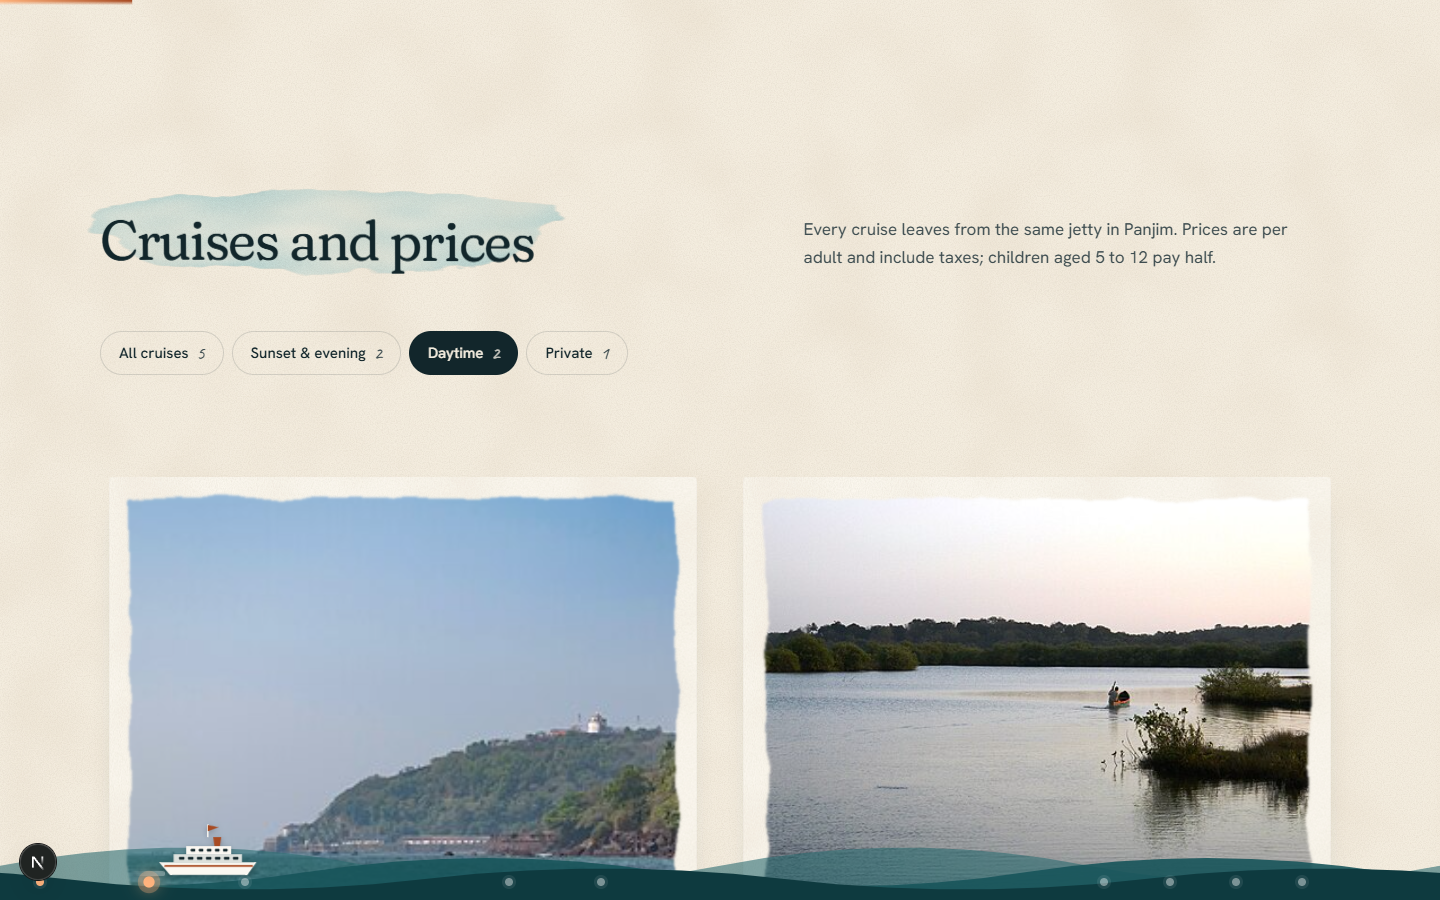 Cruises and prices
Every cruise leaves from the same jetty in Panjim. Prices are per
adult and include taxes; children aged 5 to 12 pay half.
All cruises 5
Sunset & evening 2
Daytime 2
Private 1
N